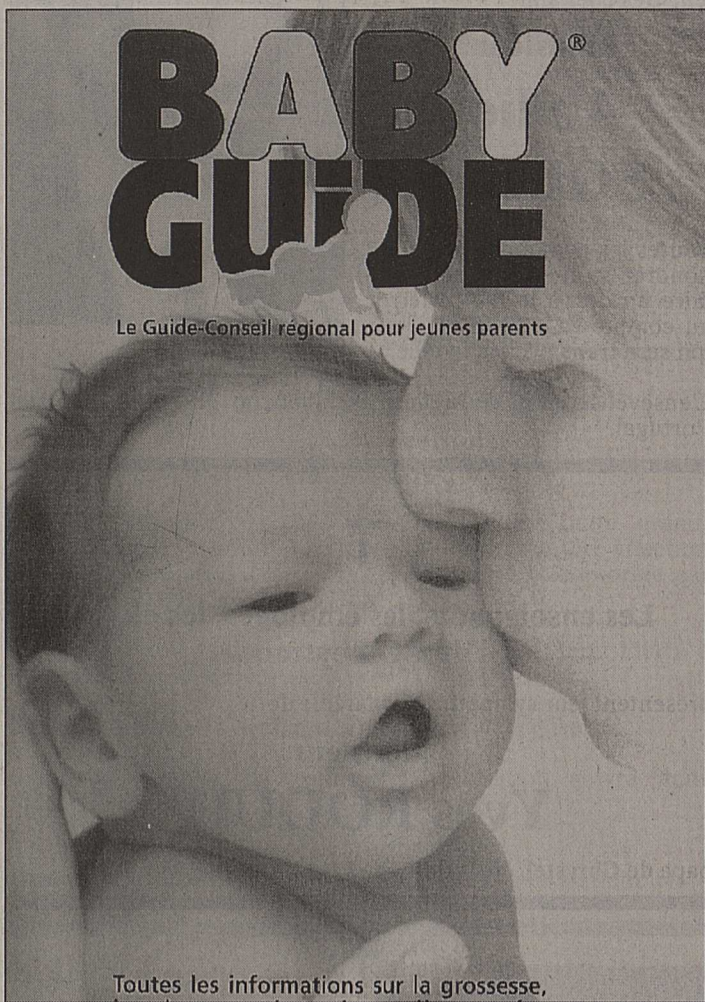 BABY®
GUiDE
Le Guide-Conseil régional pour jeunes parents
Toutes les informations sur la grossesse,